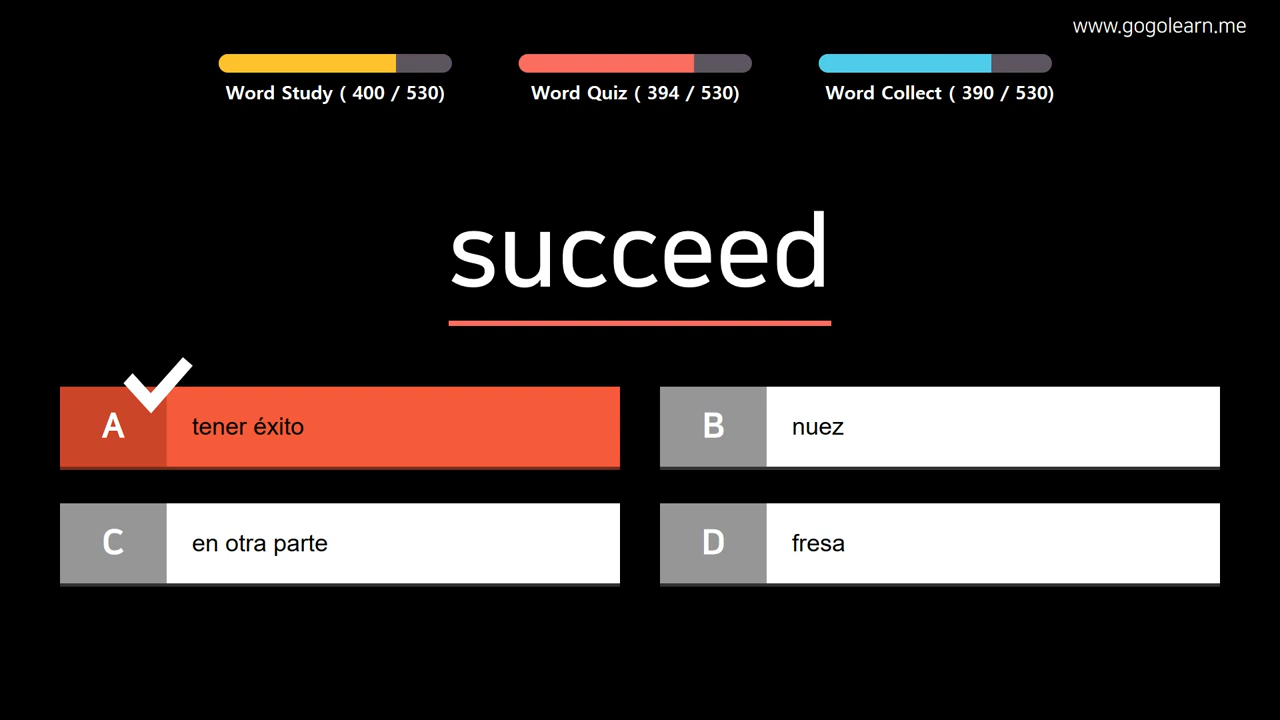 www.gogolearn.me
Word Study ( 400 / 530)
Word Quiz ( 394 / 530)
Word Collect ( 390 / 530)
succeed
A tener éxito
B nuez
C en otra parte
D fresa